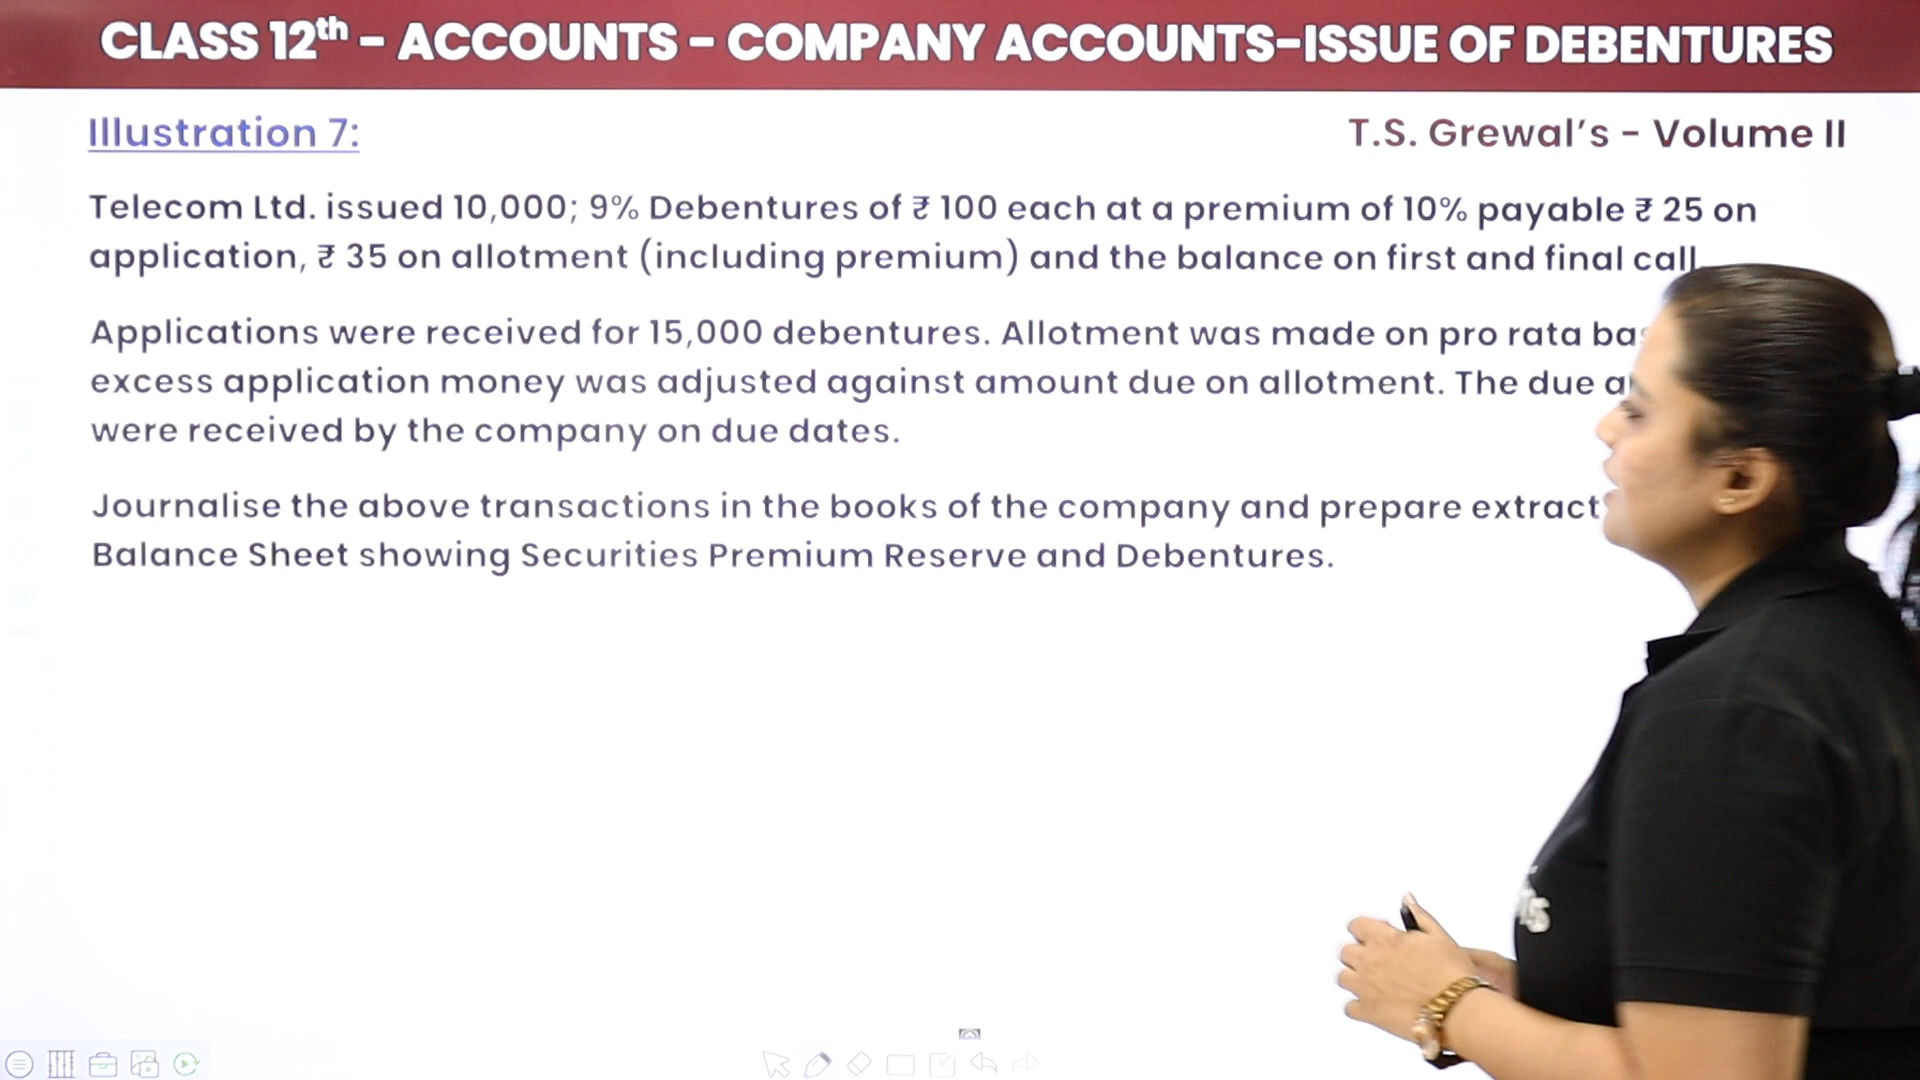 CLASS 12th - ACCOUNTS - COMPANY ACCOUNTS-ISSUE OF DEBENTURES
Illustration 7:
T.S. Grewal's - Volume II
Telecom Ltd. issued 10,000; 9% Debentures of ₹ 100 each at a premium of 10% payable ₹ 25 on
application, ₹ 35 on allotment (including premium) and the balance on first and final call
Applications were received for 15,000 debentures. Allotment was made on pro rata
excess application money was adjusted against amount due on allotment. The due
were received by the company on due dates.
Journalise the above transactions in the books of the company and prepare extract
Balance Sheet showing Securities Premium Reserve and Debentures.